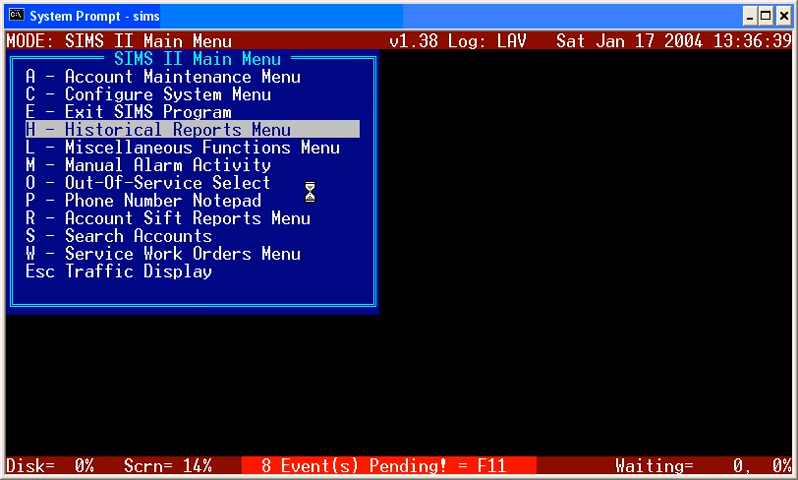 System Prompt - sims
MODE: SIMS II Main Menu v1.38 Log: LAV Sat Jan 17 2004 13:36:39
SIMS II Main Menu
A - Account Maintenance Menu
C - Configure System Menu
E - Exit SIMS Program
H - Historical Reports Menu
L - Miscellaneous Functions Menu
M - Manual Alarm Activity
O - Out-Of-Service Select
P - Phone Number Notepad
R - Account Sift Reports Menu
S - Search Accounts
W - Service Work Orders Menu
Esc Traffic Display
Disk= 0% Scrn= 14% 8 Event(s) Pending! = F11 Waiting= 0, 0%